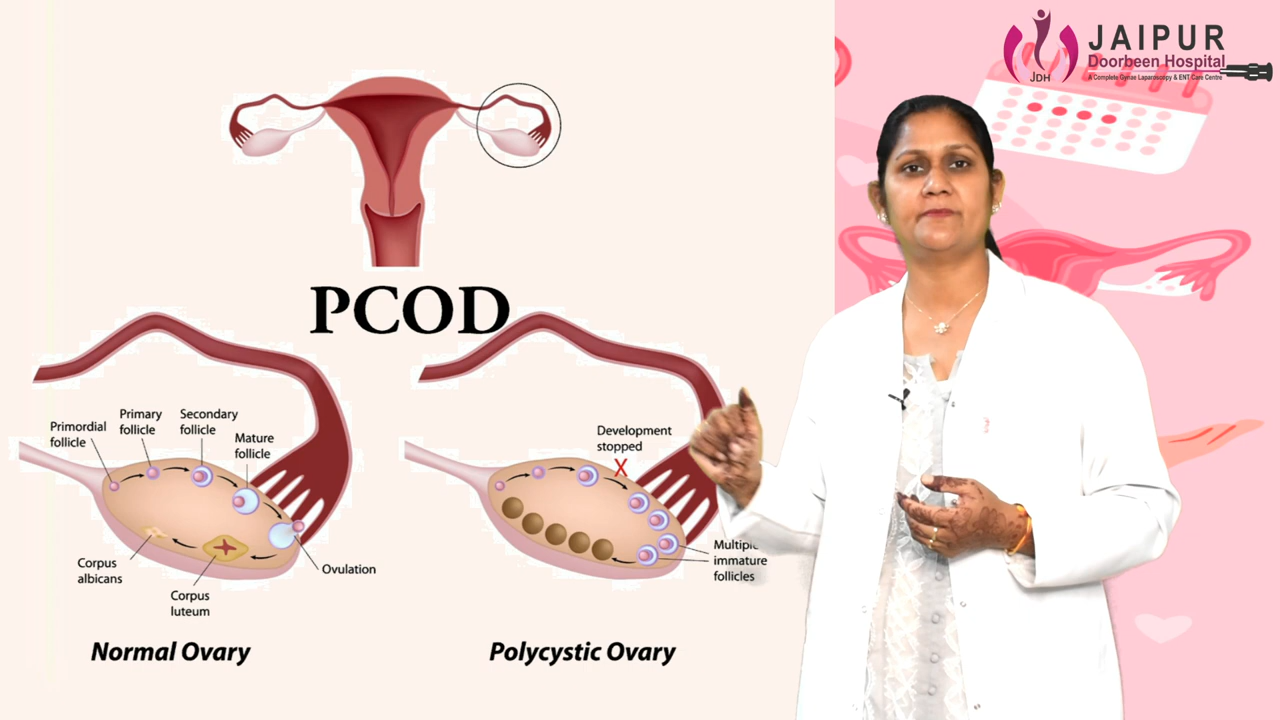 JAIPUR
Doorbeen Hospital
JDH
A Complete Gynae Laparoscopy & ENT Care Centre
PCOD
Primordial
follicle
Primary
follicle
Secondary
follicle
Mature
follicle
Ovulation
Corpus
albicans
Corpus
luteum
Normal Ovary
Development
stopped
X
Multiple
immature
follicles
Polycystic Ovary